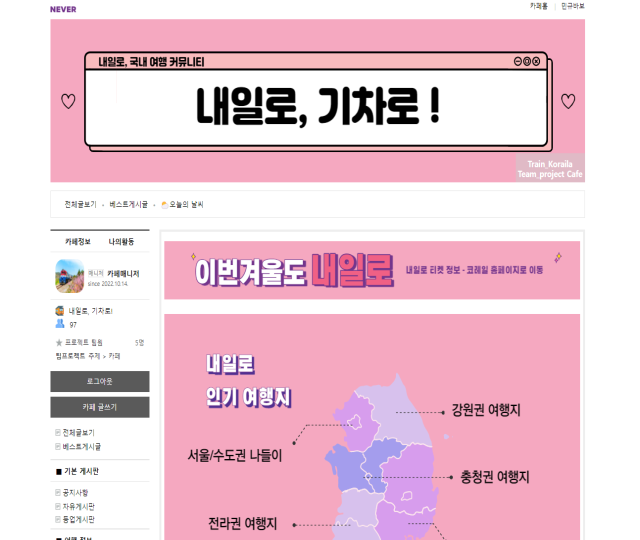 NEVER
카페홈 | 민규바보
내일로, 국내 여행 커뮤니티
내일로, 기차로 !
Train_Koraila
Team_project Cafe
전체글보기 • 베스트게시글 • 오늘의 날씨
카페정보 나의활동
매니저 카페매니저
since 2022.10.14.
내일로, 기차로!
97
프로젝트 팀원 5명
팀프로젝트 주제 > 카페
로그아웃
카페 글쓰기
전체글보기
베스트게시글
■ 기본 게시판
공지사항
자유게시판
등업게시판
이번겨울도 내일로
내일로 티켓 정보 - 코레일 홈페이지로 이동
내일로
인기 여행지
강원권 여행지
서울/수도권 나들이
충청권 여행지
전라권 여행지